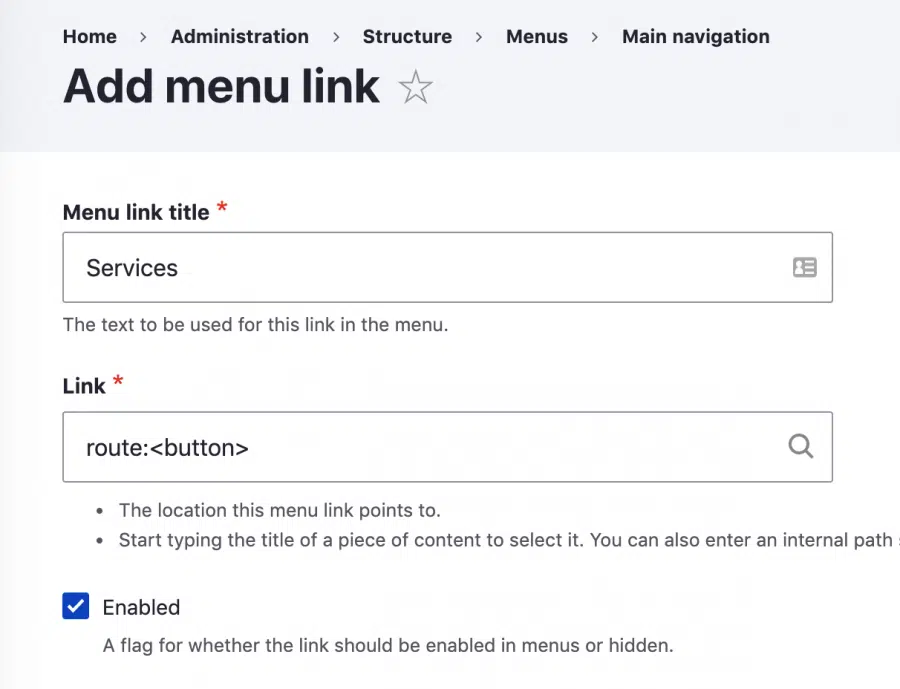 Home > Administration > Structure > Menus > Main navigation
Add menu link
Menu link title *
Services
The text to be used for this link in the menu.
Link *
route:<button>
• The location this menu link points to.
• Start typing the title of a piece of content to select it. You can also enter an internal path
Enabled
A flag for whether the link should be enabled in menus or hidden.